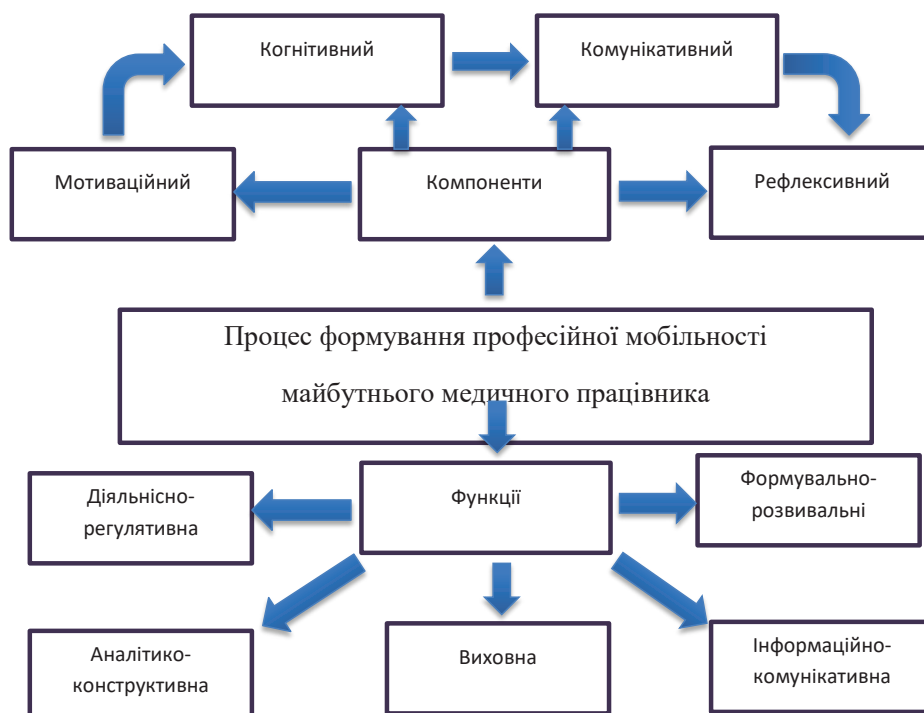 Когнітивний
Комунікативний
Мотиваційний
Компоненти
Рефлексивний
Процес формування професійної мобільності
майбутнього медичного працівника
Діяльнісно-
регулятивна
Функції
Формувально-
розвивальні
Аналітико-
конструктивна
Виховна
Інформаційно-
комунікативна